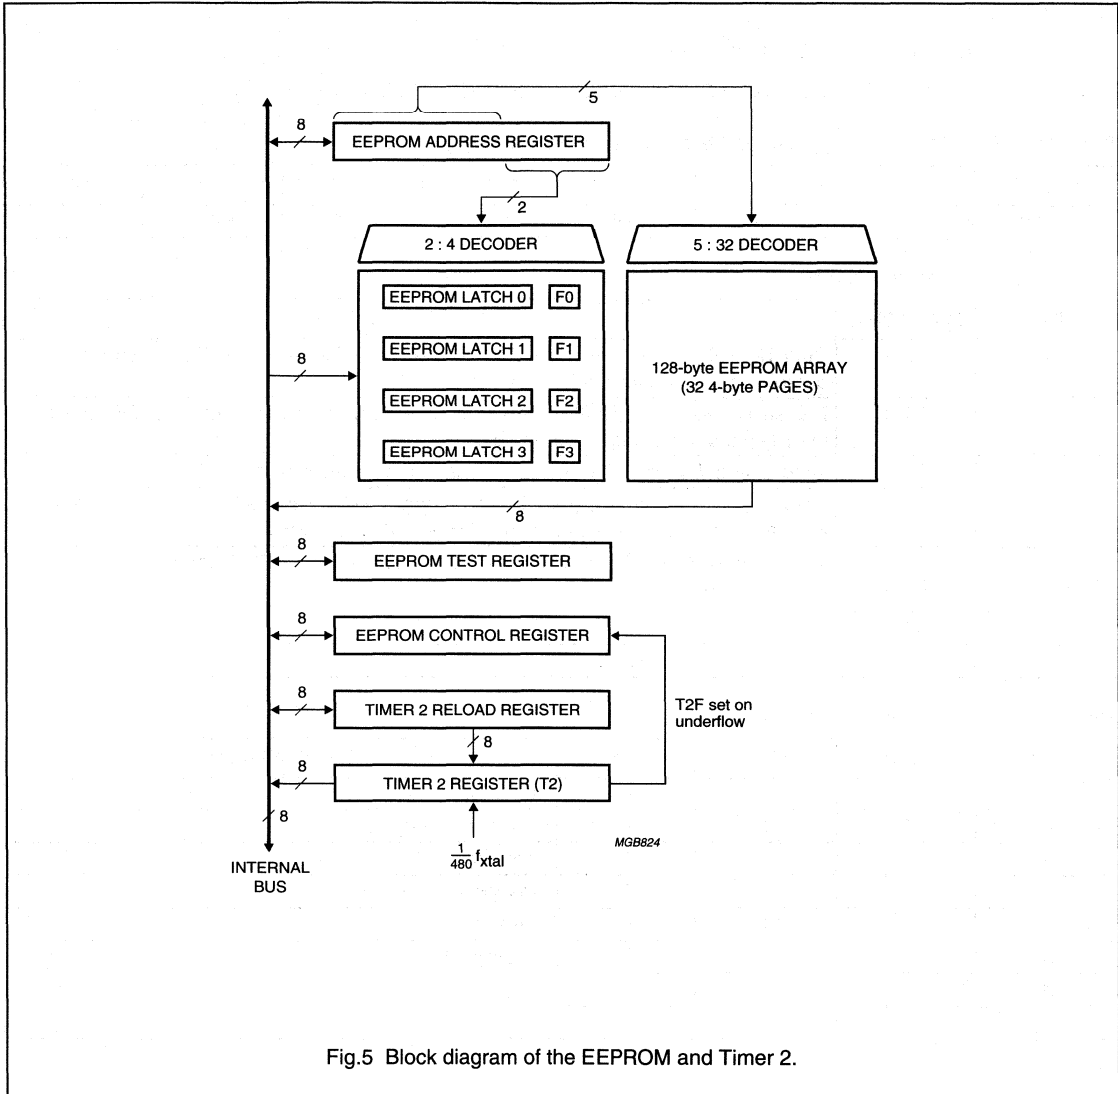 5
8
EEPROM ADDRESS REGISTER
2
2 : 4 DECODER
5 : 32 DECODER
EEPROM LATCH 0 F0
EEPROM LATCH 1 F1
8
128-byte EEPROM ARRAY
(32 4-byte PAGES)
EEPROM LATCH 2 F2
EEPROM LATCH 3 F3
8
8
EEPROM TEST REGISTER
8
EEPROM CONTROL REGISTER
8
TIMER 2 RELOAD REGISTER
T2F set on
underflow
8
8
TIMER 2 REGISTER (T2)
8
1/480 fxtal
MGB824
INTERNAL
BUS
Fig.5 Block diagram of the EEPROM and Timer 2.